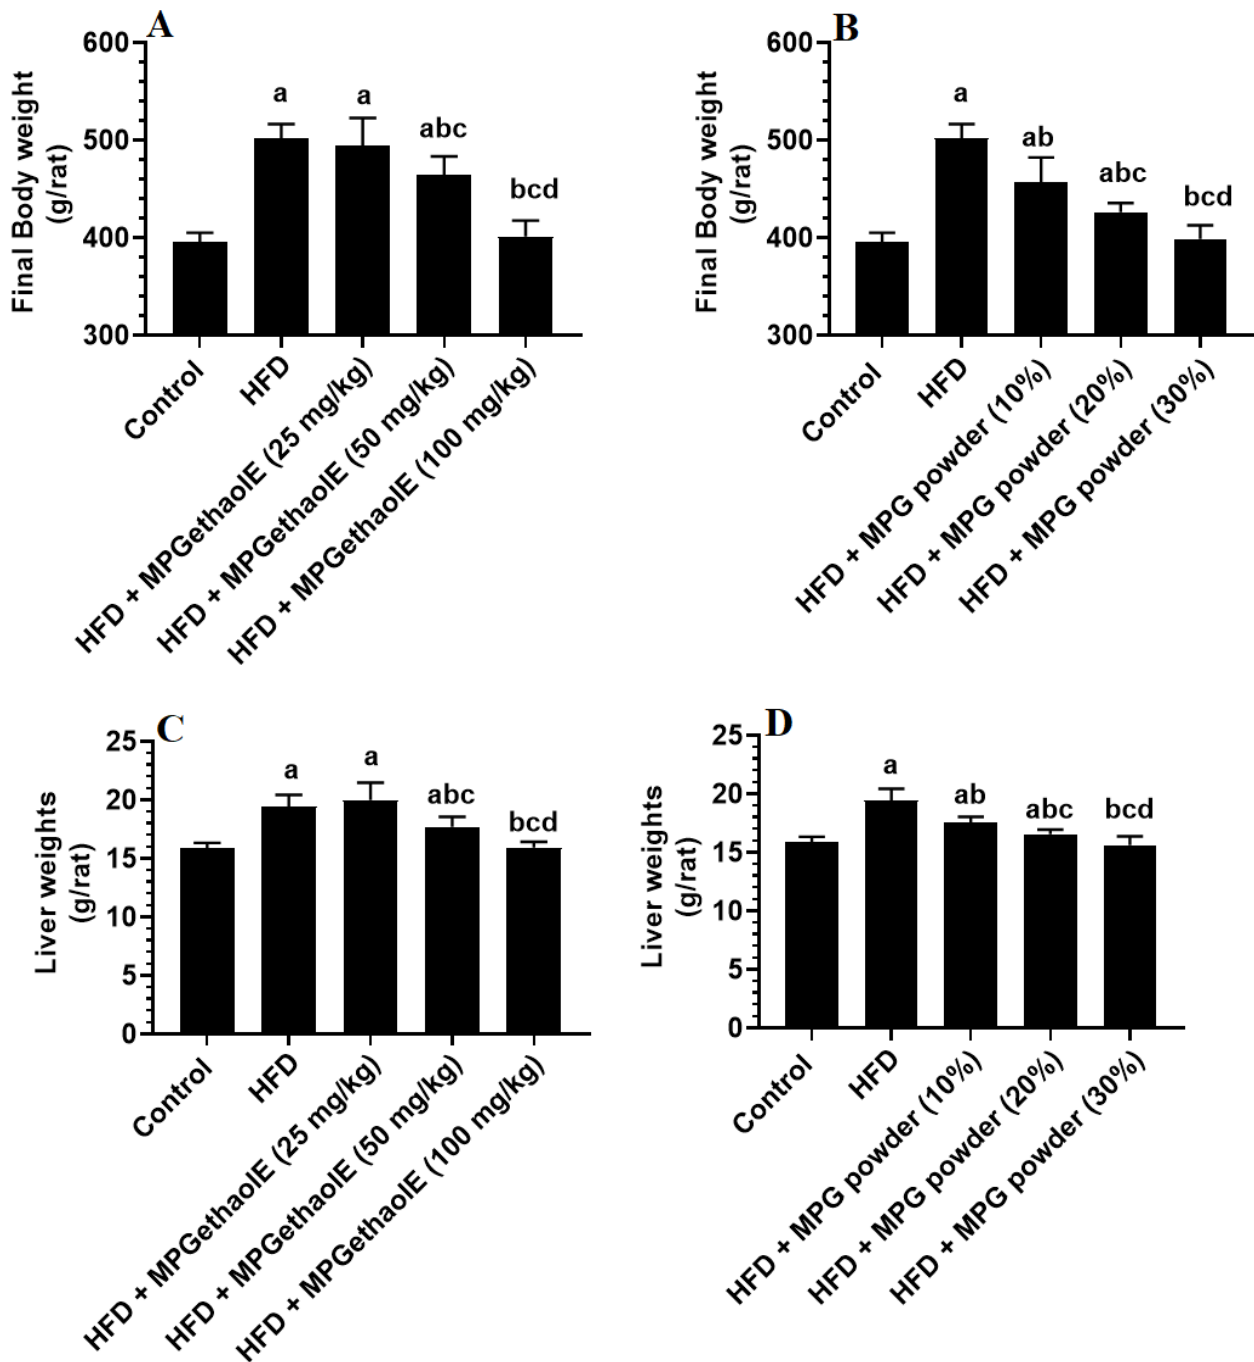 A
Final Body weight
(g/rat)
600
500
400
300
a
a
abc
bcd
Control
HFD
HFD + MPGethaolE (25 mg/kg)
HFD + MPGethaolE (50 mg/kg)
HFD + MPGethaolE (100 mg/kg)
B
Final Body weight
(g/rat)
600
500
400
300
a
ab
abc
bcd
Control
HFD
HFD + MPG powder (10%)
HFD + MPG powder (20%)
HFD + MPG powder (30%)
C
Liver weights
(g/rat)
25
20
15
10
5
0
a
a
abc
bcd
Control
HFD
HFD + MPGethaolE (25 mg/kg)
HFD + MPGethaolE (50 mg/kg)
HFD + MPGethaolE (100 mg/kg)
D
Liver weights
(g/rat)
25
20
15
10
5
0
a
ab
abc
bcd
Control
HFD
HFD + MPG powder (10%)
HFD + MPG powder (20%)
HFD + MPG powder (30%)